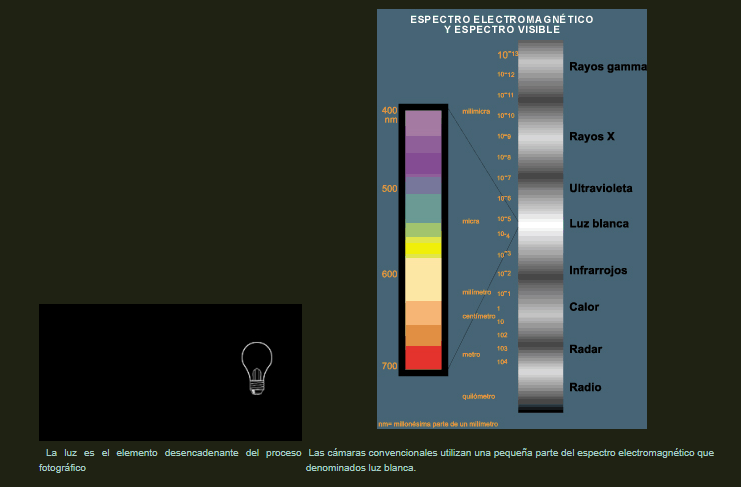 ESPECTRO ELECTROMAGNÉTICO
Y ESPECTRO VISIBLE
400
nm
500
600
700
milimicra
micra
milímetro
centímetro
metro
quilómetro
10⁻13
10⁻12
10⁻11
10⁻10
10⁻9
10⁻8
10⁻7
10⁻6
10⁻5
10⁻4
10⁻3
10⁻2
10⁻1
1
10
102
103
104
Rayos gamma
Rayos X
Ultravioleta
Luz blanca
Infrarrojos
Calor
Radar
Radio
nm= millonésima parte de un milímetro
La luz es el elemento desencadenante del proceso
fotográfico
Las cámaras convencionales utilizan una pequeña parte del espectro electromagnético que
denominados luz blanca.